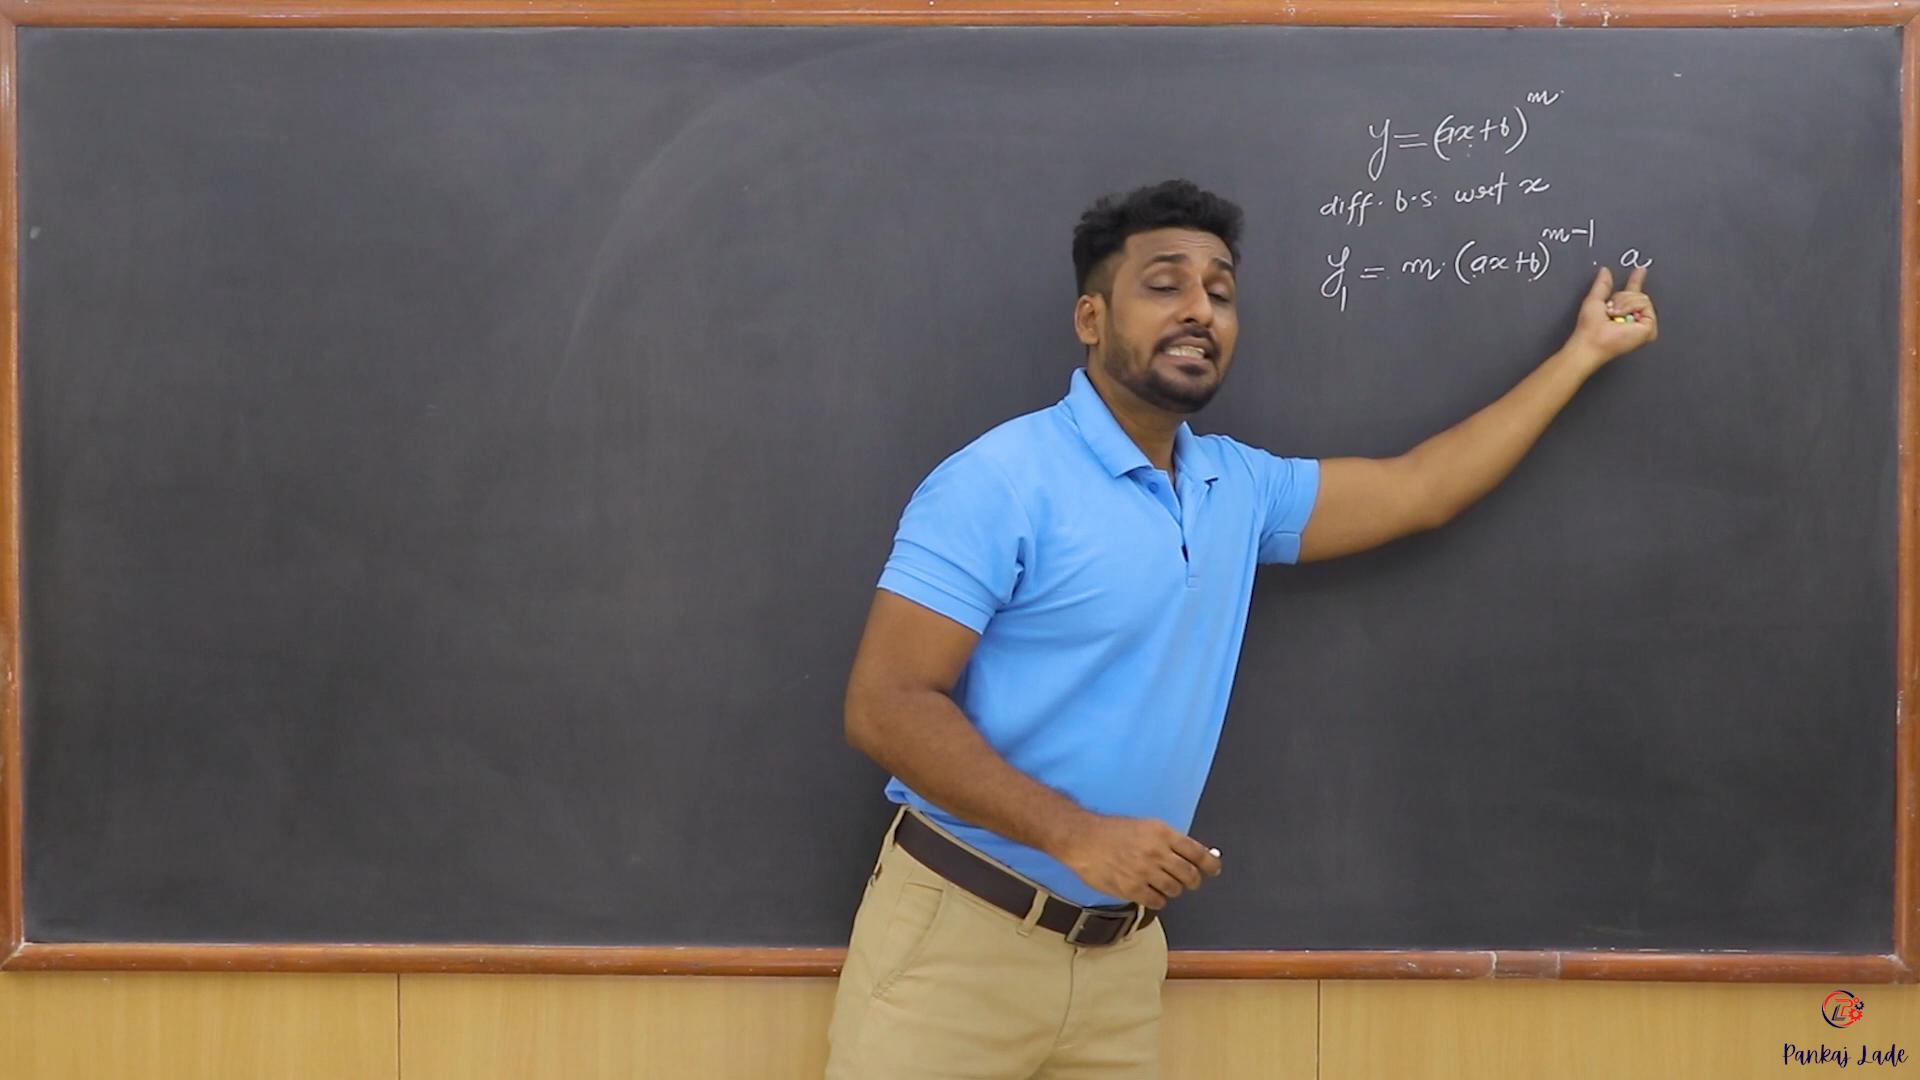 y = (ax+b)^m
diff. b.s. wrt x
y₁ = m.(ax+b)^m-1 . a
Pankaj Lade